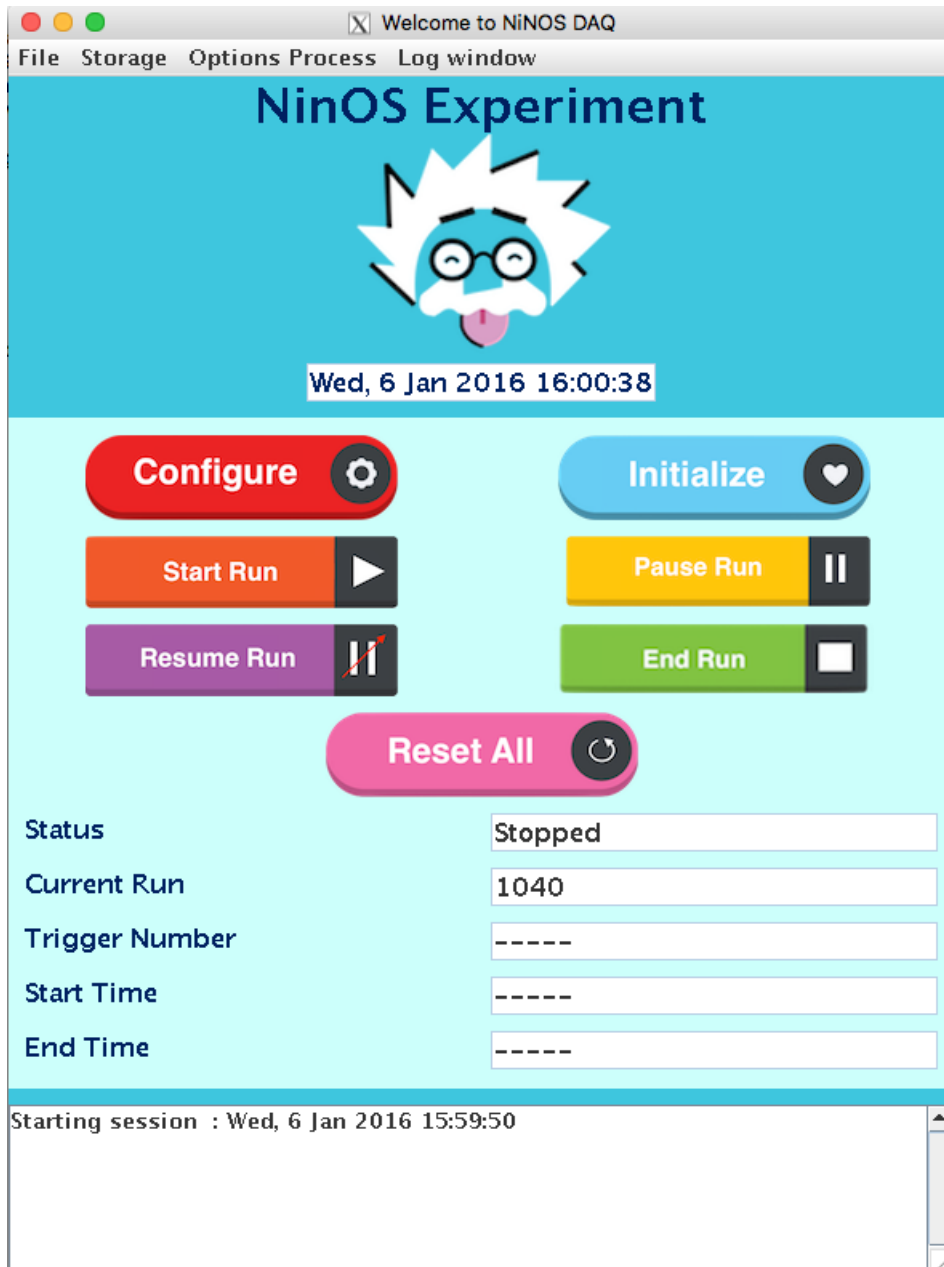 Welcome to NiNOS DAQ
File Storage Options Process Log window
NinOS Experiment
Wed, 6 Jan 2016 16:00:38
Configure
Initialize
Start Run
Pause Run
Resume Run
End Run
Reset All
Status
Stopped
Current Run
1040
Trigger Number
-----
Start Time
-----
End Time
-----
Starting session : Wed, 6 Jan 2016 15:59:50